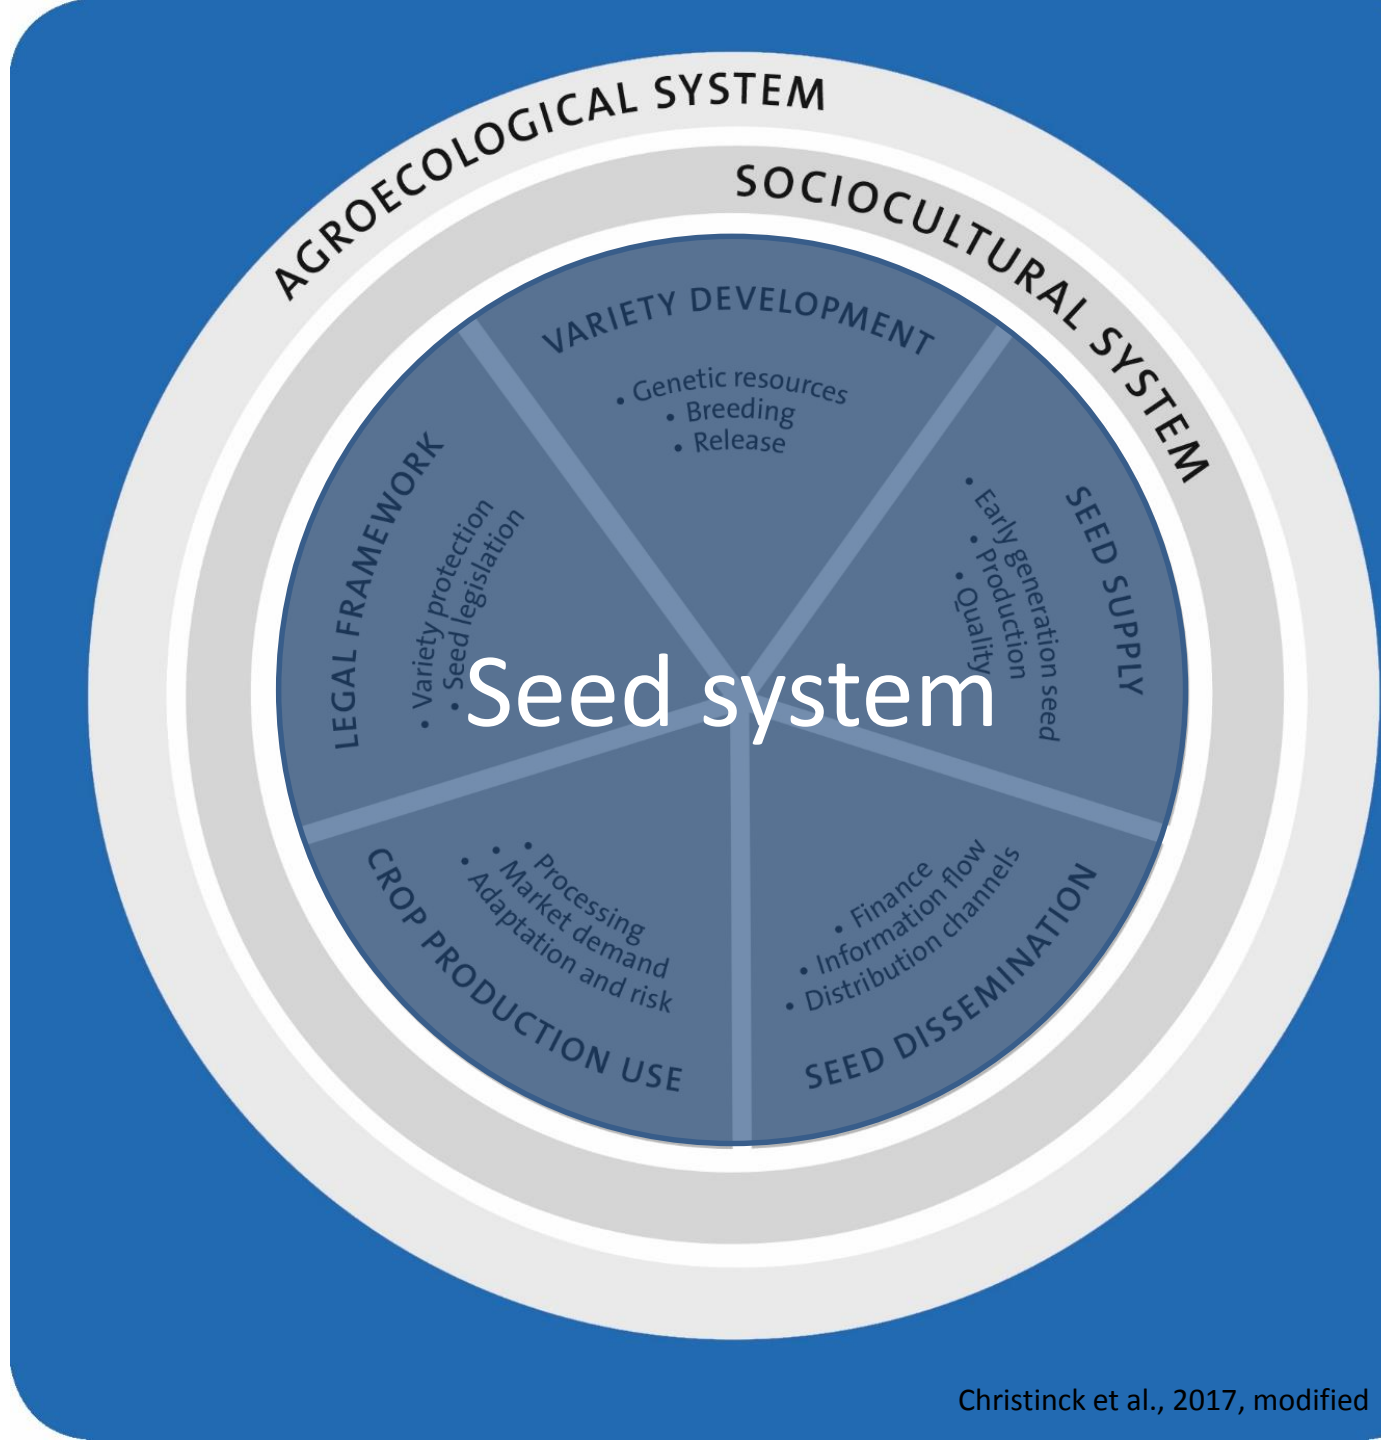 AGROECOLOGICAL SYSTEM
SOCIOCULTURAL SYSTEM
VARIETY DEVELOPMENT
• Genetic resources
• Breeding
• Release
SEED SUPPLY
• Early generation seed
• Production
• Quality
SEED DISSEMINATION
• Finance
• Information flow
• Distribution channels
CROP PRODUCTION USE
• Processing
• Market demand
• Adaptation and risk
LEGAL FRAMEWORK
• Variety protection
• Seed legislation
Seed system
Christinck et al., 2017, modified